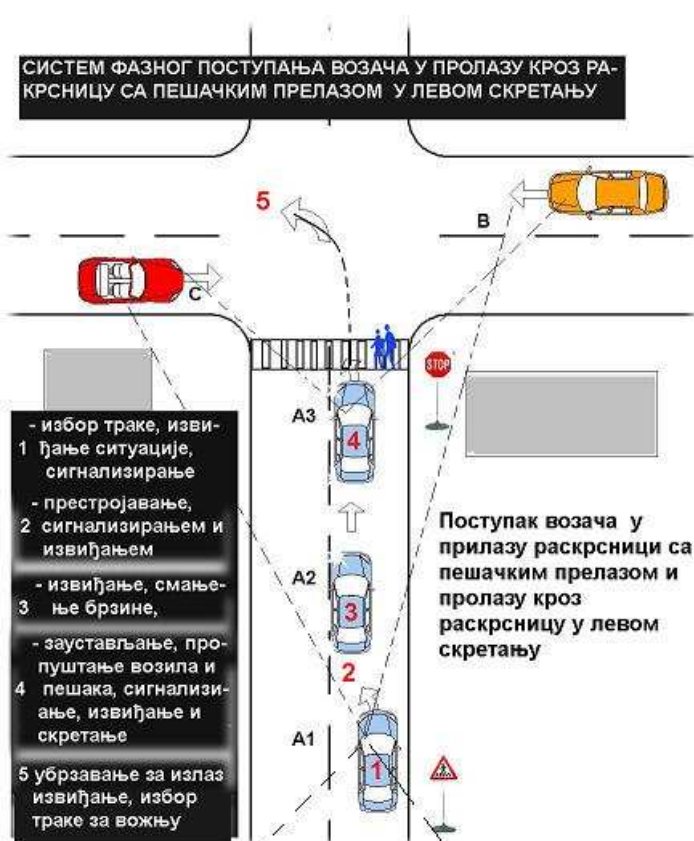 СИСТЕМ ФАЗНОГ ПОСТУПАЊА ВОЗАЧА У ПРОЛАЗУ КРОЗ РА-
КРСНИЦУ СА ПЕШАЧКИМ ПРЕЛАЗОМ У ЛЕВОМ СКРЕТАЊУ
5
B
C
STOP
A3
4
- избор траке, изви-
1 ђање ситуације,
сигнализирање
- престројавање,
2 сигнализирањем и
извиђањем
- извиђање, смање-
3 ње брзине,
- заустављање, про-
пуштање возила и
4 пешака, сигнализи-
ање, извиђање и
скретање
5 убрзавање за излаз
извиђање, избор
траке за вожњу
Поступак возача у
прилазу раскрсници са
пешачким прелазом и
пролазу кроз
раскрсницу у левом
скретању
A2
3
2
A1
1